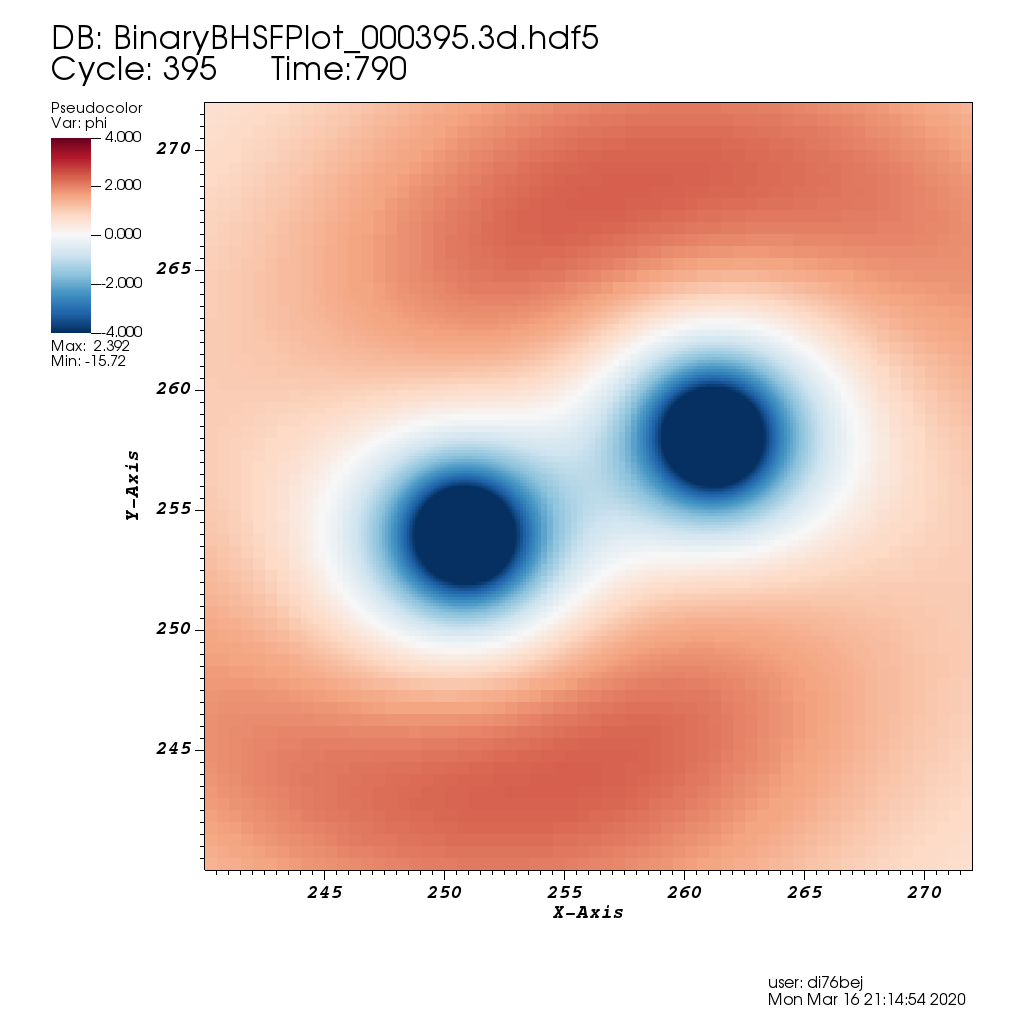 DB: BinaryBHSFPlot_000395.3d.hdf5
Cycle: 395 Time:790
Pseudocolor
Var: phi
4.000
2.000
0.000
-2.000
-4.000
Max: 2.392
Min: -15.72
270
265
260
255
250
245
Y-Axis
245 250 255 260 265 270
X-Axis
user: di76bej
Mon Mar 16 21:14:54 2020